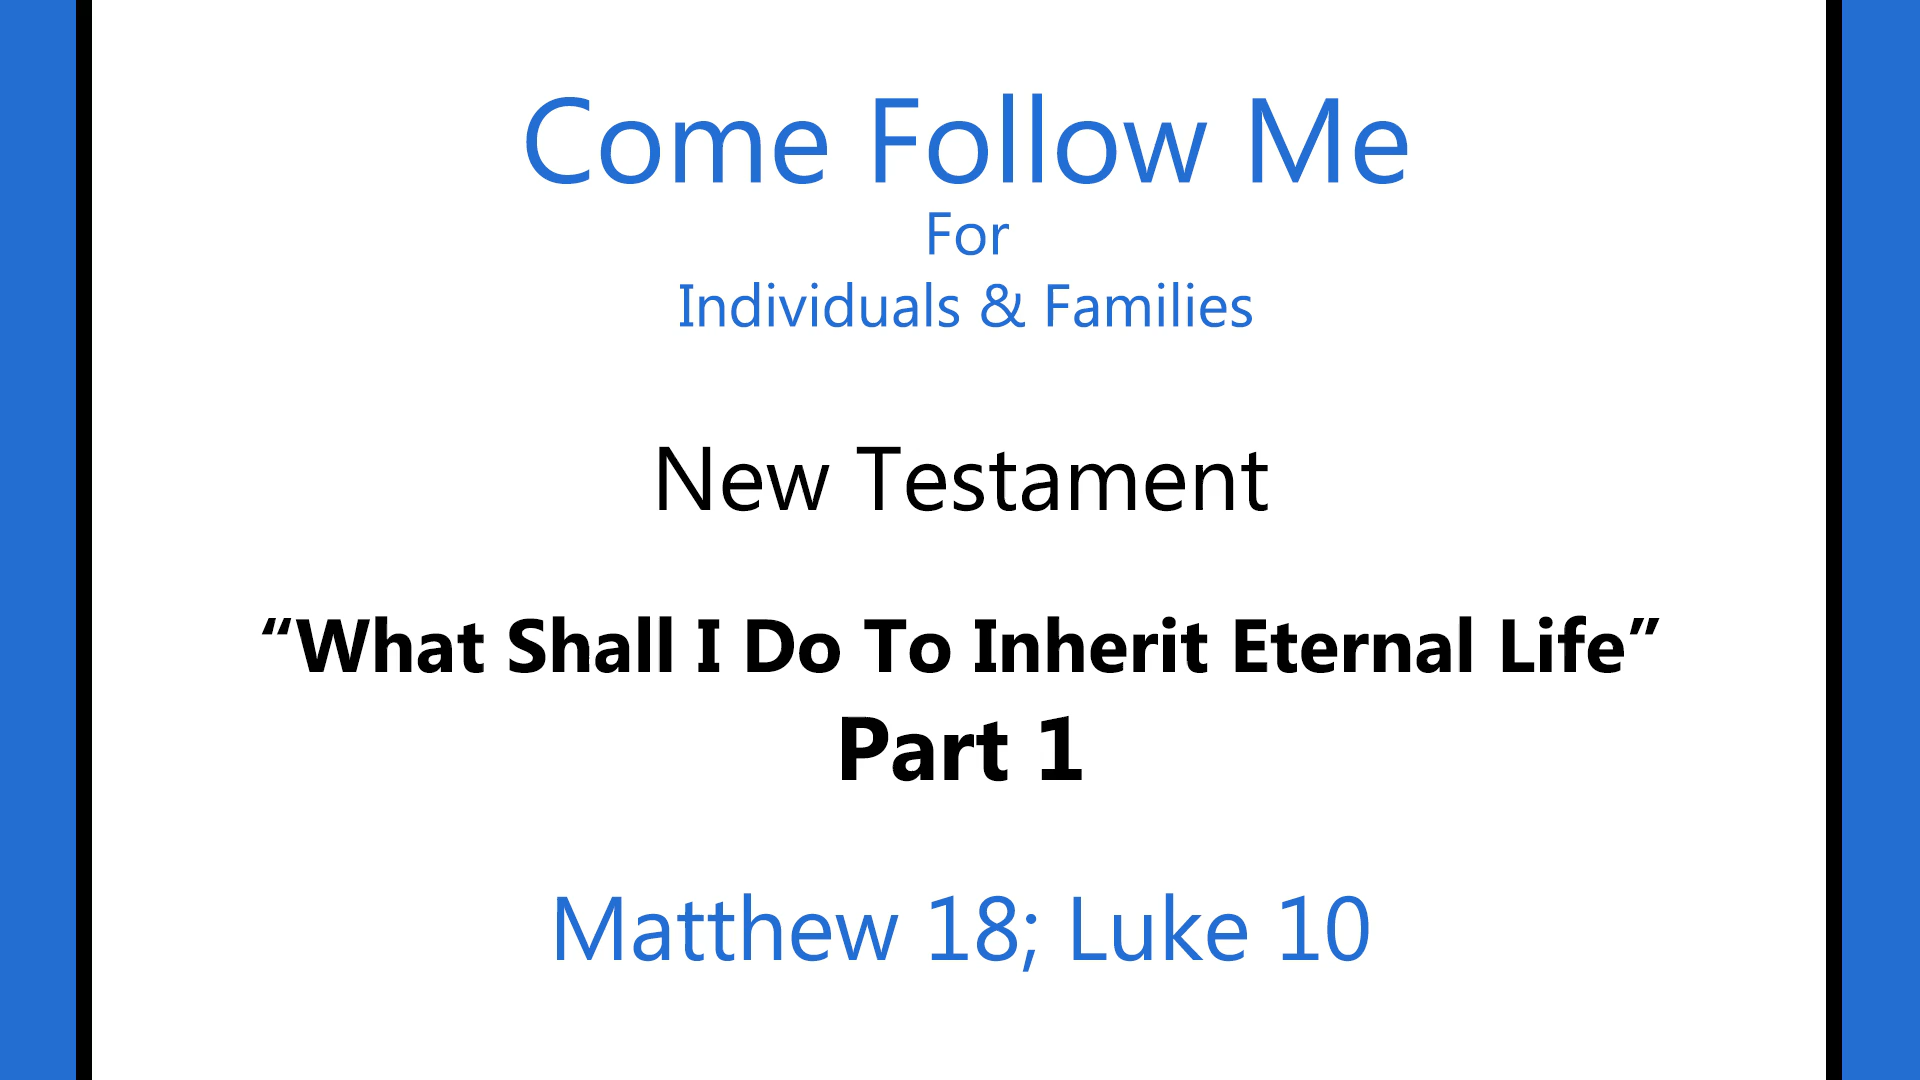 Come Follow Me
For
Individuals & Families
New Testament
“What Shall I Do To Inherit Eternal Life”
Part 1
Matthew 18; Luke 10